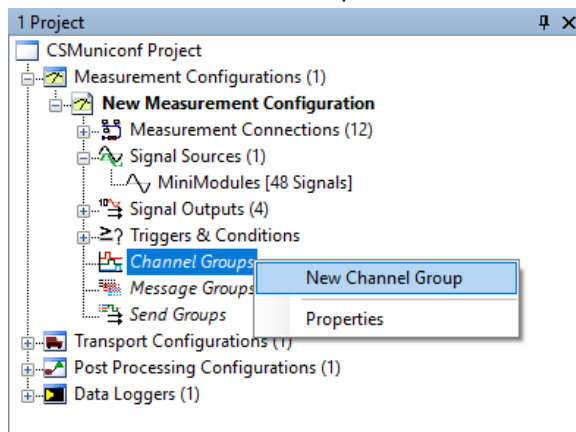 1 Project
CSMuniconf Project
Measurement Configurations (1)
New Measurement Configuration
Measurement Connections (12)
Signal Sources (1)
MiniModules [48 Signals]
Signal Outputs (4)
Triggers & Conditions
Channel Groups
New Channel Group
Message Groups
Properties
Send Groups
Transport Configurations (1)
Post Processing Configurations (1)
Data Loggers (1)